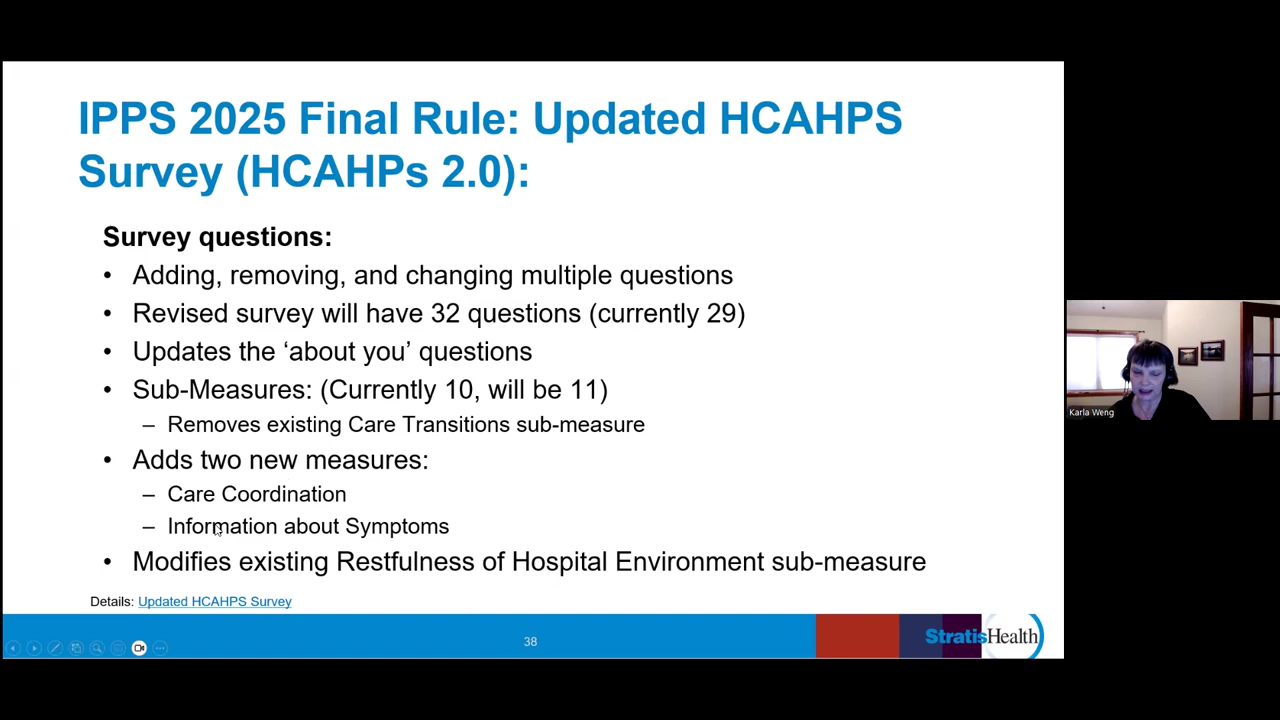 IPPS 2025 Final Rule: Updated HCAHPS
Survey (HCAHPs 2.0):
Survey questions:
• Adding, removing, and changing multiple questions
• Revised survey will have 32 questions (currently 29)
• Updates the ‘about you’ questions
• Sub-Measures: (Currently 10, will be 11)
– Removes existing Care Transitions sub-measure
• Adds two new measures:
– Care Coordination
– Information about Symptoms
• Modifies existing Restfulness of Hospital Environment sub-measure
Details: Updated HCAHPS Survey
38
StratisHealth
Karla Weng